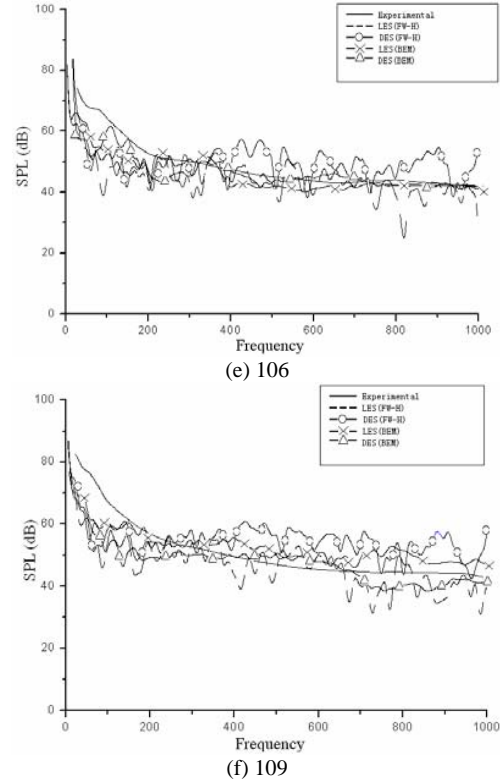 100
80
60
40
20
0
SPL (dB)
Experimental
LES(FW-H)
DES(FW-H)
LES(BEM)
DES(BEM)
0 200 400 600 800 1000
Frequency
(e) 106
100
80
60
40
20
0
SPL (dB)
Experimental
LES(FW-H)
DES(FW-H)
LES(BEM)
DES(BEM)
0 200 400 600 800 1000
Frequency
(f) 109